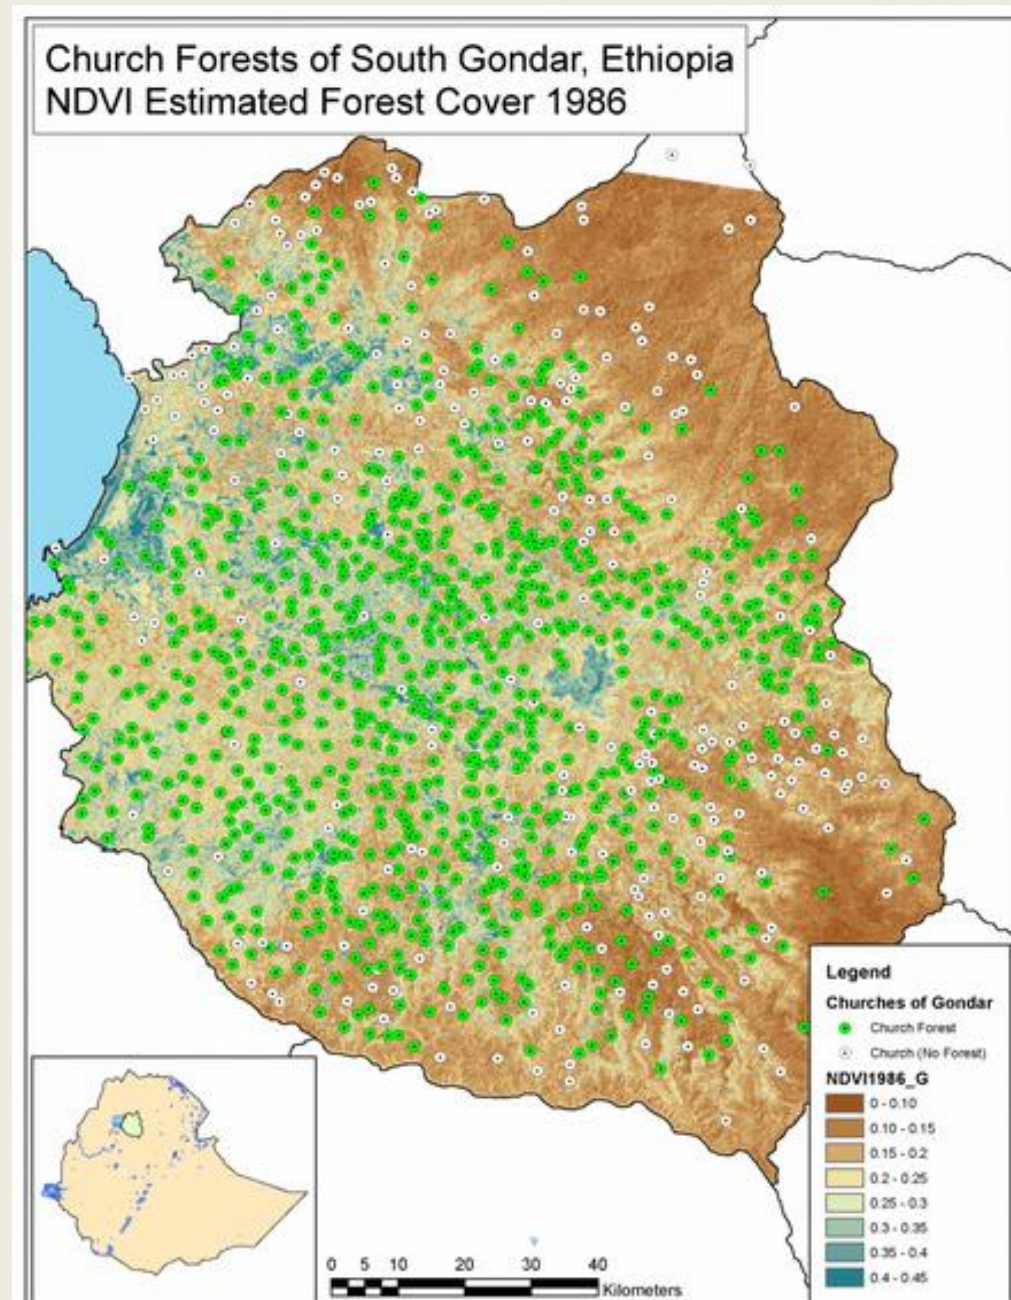 Church Forests of South Gondar, Ethiopia
NDVI Estimated Forest Cover 1986
Legend
Churches of Gondar
Church Forest
Church (No Forest)
NDVI1986_G
0 - 0.10
0.10 - 0.15
0.15 - 0.2
0.2 - 0.25
0.25 - 0.3
0.3 - 0.35
0.35 - 0.4
0.4 - 0.45
0 5 10 20 30 40
Kilometers